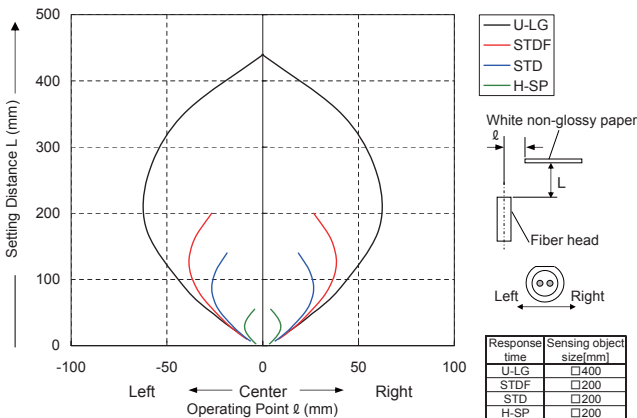 500
400
300
200
100
0
Setting Distance L (mm)
-100
-50
0
50
100
Left
Center
Right
Operating Point ℓ (mm)
U-LG
STDF
STD
H-SP
White non-glossy paper
ℓ
L
Fiber head
Left
Right
Response time Sensing object size[mm]
U-LG □400
STDF □200
STD □200
H-SP □200